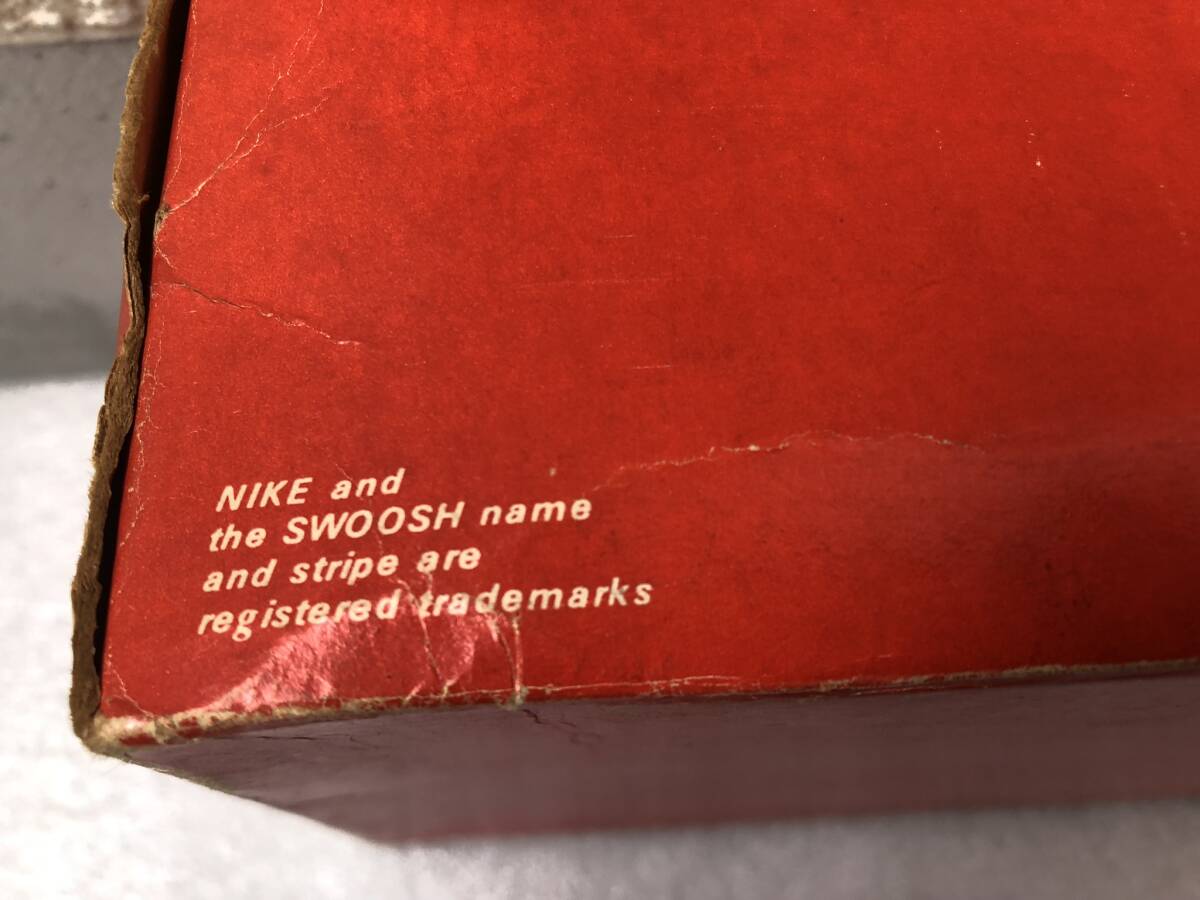 NIKE and
the SWOOSH name
and stripe are
registered trademarks